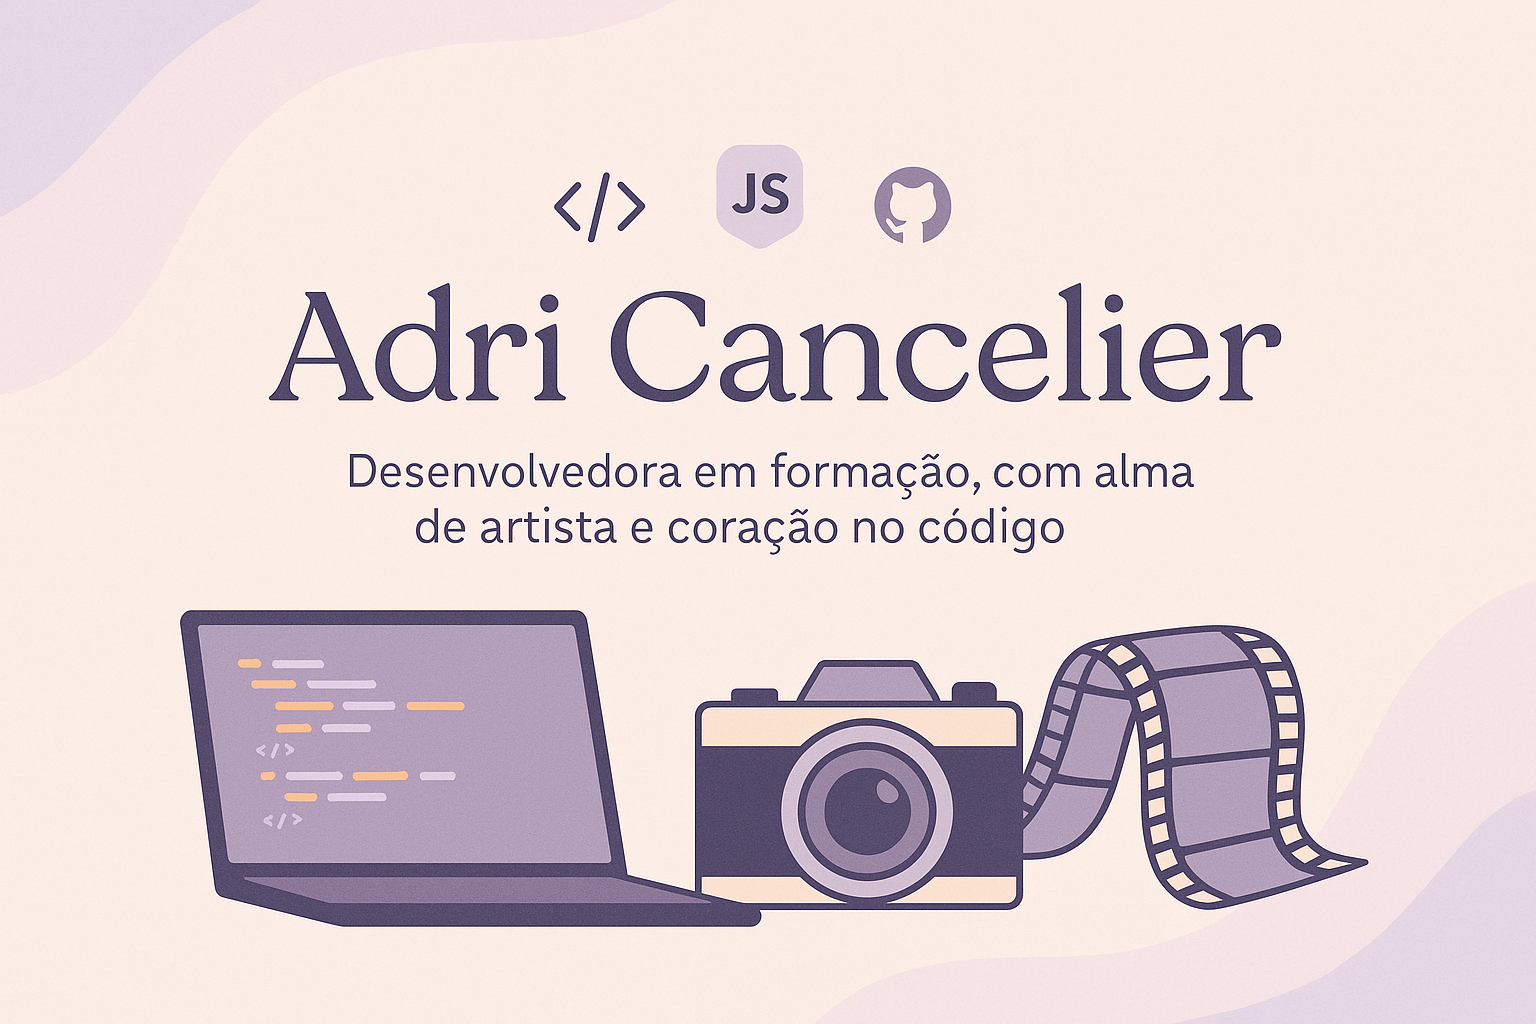 </>
JS
Adri Cancelier
Desenvolvedora em formação, com alma
de artista e coração no código
</>
</>